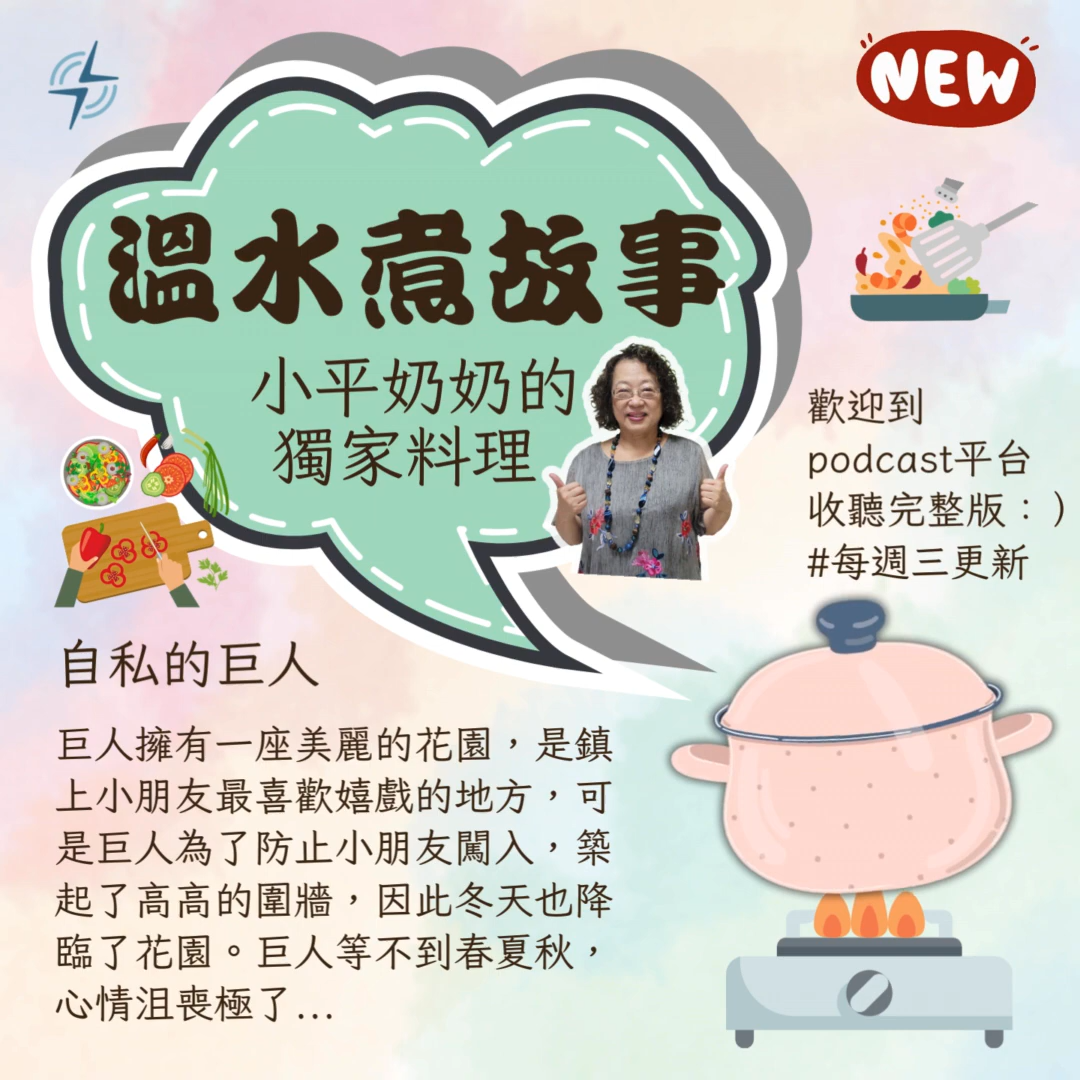 NEW
溫水煮故事
小平奶奶的
獨家料理
歡迎到
podcast平台
收聽完整版：）
#每週三更新
自私的巨人
巨人擁有一座美麗的花園，是鎮
上小朋友最喜歡嬉戲的地方，可
是巨人為了防止小朋友闖入，築
起了高高的圍牆，因此冬天也降
臨了花園。巨人等不到春夏秋，
心情沮喪極了...